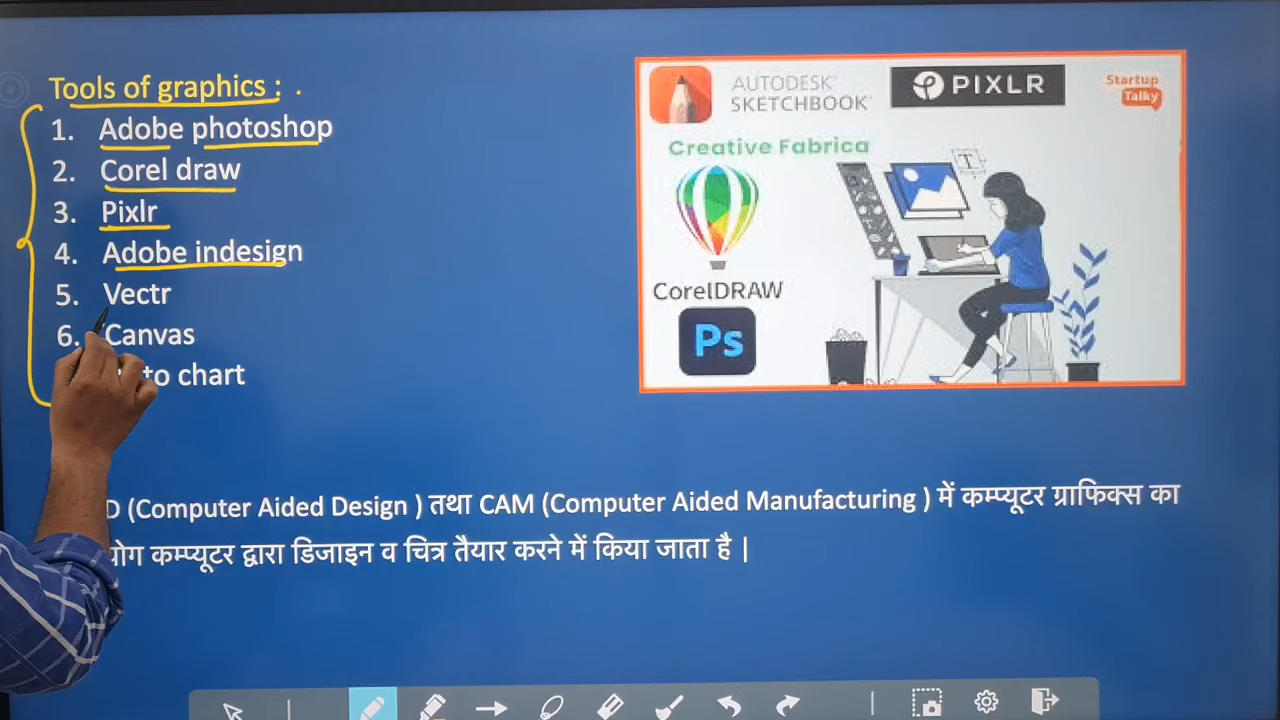 Tools of graphics : .
1. Adobe photoshop
2. Corel draw
3. Pixlr
4. Adobe indesign
5. Vectr
6. Canvas
to chart
AUTODESK
SKETCHBOOK
PIXLR
Startup
Talky
Creative Fabrica
T
CorelDRAW
Ps
D (Computer Aided Design ) तथा CAM (Computer Aided Manufacturing ) में कम्प्यूटर ग्राफिक्स का
कम्प्यूटर द्वारा डिजाइन व चित्र तैयार करने में किया जाता है |